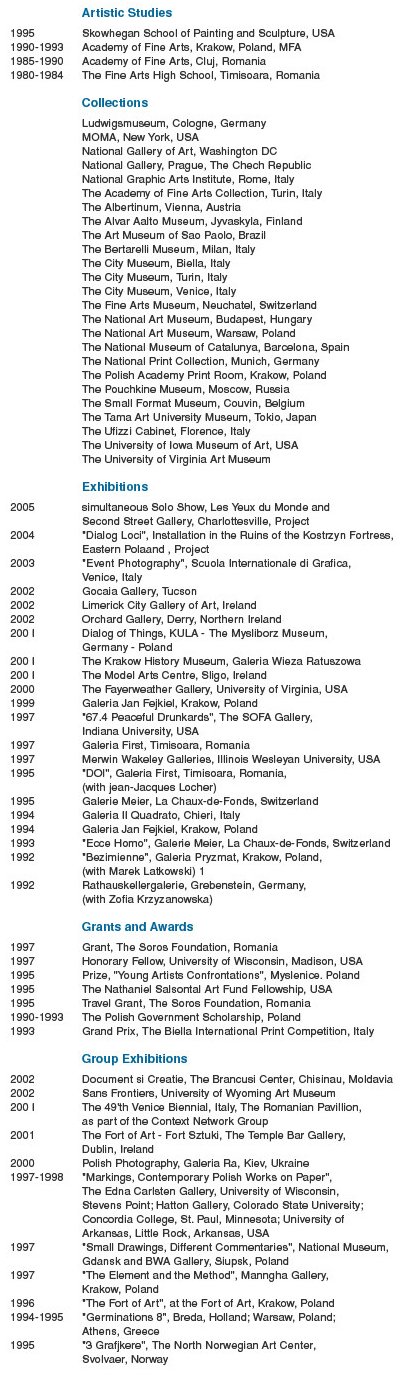 Artistic Studies
1995 Skowhegan School of Painting and Sculpture, USA
1990-1993 Academy of Fine Arts, Krakow, Poland, MFA
1985-1990 Academy of Fine Arts, Cluj, Romania
1980-1984 The Fine Arts High School, Timisoara, Romania
Collections
Ludwigsmuseum, Cologne, Germany
MOMA, New York, USA
National Gallery of Art, Washington DC
National Gallery, Prague, The Chech Republic
National Graphic Arts Institute, Rome, Italy
The Academy of Fine Arts Collection, Turin, Italy
The Albertinum, Vienna, Austria
The Alvar Aalto Museum, Jyvaskyla, Finland
The Art Museum of Sao Paolo, Brazil
The Bertarelli Museum, Milan, Italy
The City Museum, Biella, Italy
The City Museum, Turin, Italy
The City Museum, Venice, Italy
The Fine Arts Museum, Neuchatel, Switzerland
The National Art Museum, Budapest, Hungary
The National Art Museum, Warsaw, Poland
The National Museum of Catalunya, Barcelona, Spain
The National Print Collection, Munich, Germany
The Polish Academy Print Room, Krakow, Poland
The Pouchkine Museum, Moscow, Russia
The Small Format Museum, Couvin, Belgium
The Tama Art University Museum, Tokio, Japan
The Ufizzi Cabinet, Florence, Italy
The University of Iowa Museum of Art, USA
The University of Virginia Art Museum
Exhibitions
2005 simultaneous Solo Show, Les Yeux du Monde and
Second Street Gallery, Charlottesville, Project
2004 "Dialog Loci", Installation in the Ruins of the Kostrzyn Fortress,
Eastern Polaand , Project
2003 "Event Photography", Scuola Internationale di Grafica,
Venice, Italy
2002 Gocaia Gallery, Tucson
2002 Limerick City Gallery of Art, Ireland
2002 Orchard Gallery, Derry, Northern Ireland
200 I Dialog of Things, KULA - The Mysliborz Museum,
Germany - Poland
200 I The Krakow History Museum, Galeria Wieza Ratuszowa
200 I The Model Arts Centre, Sligo, Ireland
2000 The Fayerweather Gallery, University of Virginia, USA
1999 Galeria Jan Fejkiel, Krakow, Poland
1997 "67.4 Peaceful Drunkards", The SOFA Gallery,
Indiana University, USA
1997 Galeria First, Timisoara, Romania
1997 Merwin Wakeley Galleries, Illinois Wesleyan University, USA
1995 "DOI", Galeria First, Timisoara, Romania,
(with jean-Jacques Locher)
1995 Galerie Meier, La Chaux-de-Fonds, Switzerland
1994 Galeria II Quadrato, Chieri, Italy
1994 Galeria Jan Fejkiel, Krakow, Poland
1993 "Ecce Homo", Galerie Meier, La Chaux-de-Fonds, Switzerland
1992 "Bezimienne", Galeria Pryzmat, Krakow, Poland,
(with Marek Latkowski) 1
1992 Rathauskellergalerie, Grebenstein, Germany,
(with Zofia Krzyzanowska)
Grants and Awards
1997 Grant, The Soros Foundation, Romania
1997 Honorary Fellow, University of Wisconsin, Madison, USA
1995 Prize, "Young Artists Confrontations", Myslenice. Poland
1995 The Nathaniel Salsontal Art Fund Fellowship, USA
1995 Travel Grant, The Soros Foundation, Romania
1990-1993 The Polish Government Scholarship, Poland
1993 Grand Prix, The Biella International Print Competition, Italy
Group Exhibitions
2002 Document si Creatie, The Brancusi Center, Chisinau, Moldavia
2002 Sans Frontiers, University of Wyoming Art Museum
200 I The 49'th Venice Biennial, Italy, The Romanian Pavillion,
as part of the Context Network Group
2001 The Fort of Art - Fort Sztuki, The Temple Bar Gallery,
Dublin, Ireland
2000 Polish Photography, Galeria Ra, Kiev, Ukraine
1997-1998 "Markings, Contemporary Polish Works on Paper",
The Edna Carlsten Gallery, University of Wisconsin,
Stevens Point; Hatton Gallery, Colorado State University;
Concordia College, St. Paul, Minnesota; University of
Arkansas, Little Rock, Arkansas, USA
1997 "Small Drawings, Different Commentaries", National Museum,
Gdansk and BWA Gallery, Siupsk, Poland
1997 "The Element and the Method", Manngha Gallery,
Krakow, Poland
1996 "The Fort of Art", at the Fort of Art, Krakow, Poland
1994-1995 "Germinations 8", Breda, Holland; Warsaw, Poland;
Athens, Greece
1995 "3 Grafjkere", The North Norwegian Art Center,
Svolvaer, Norway